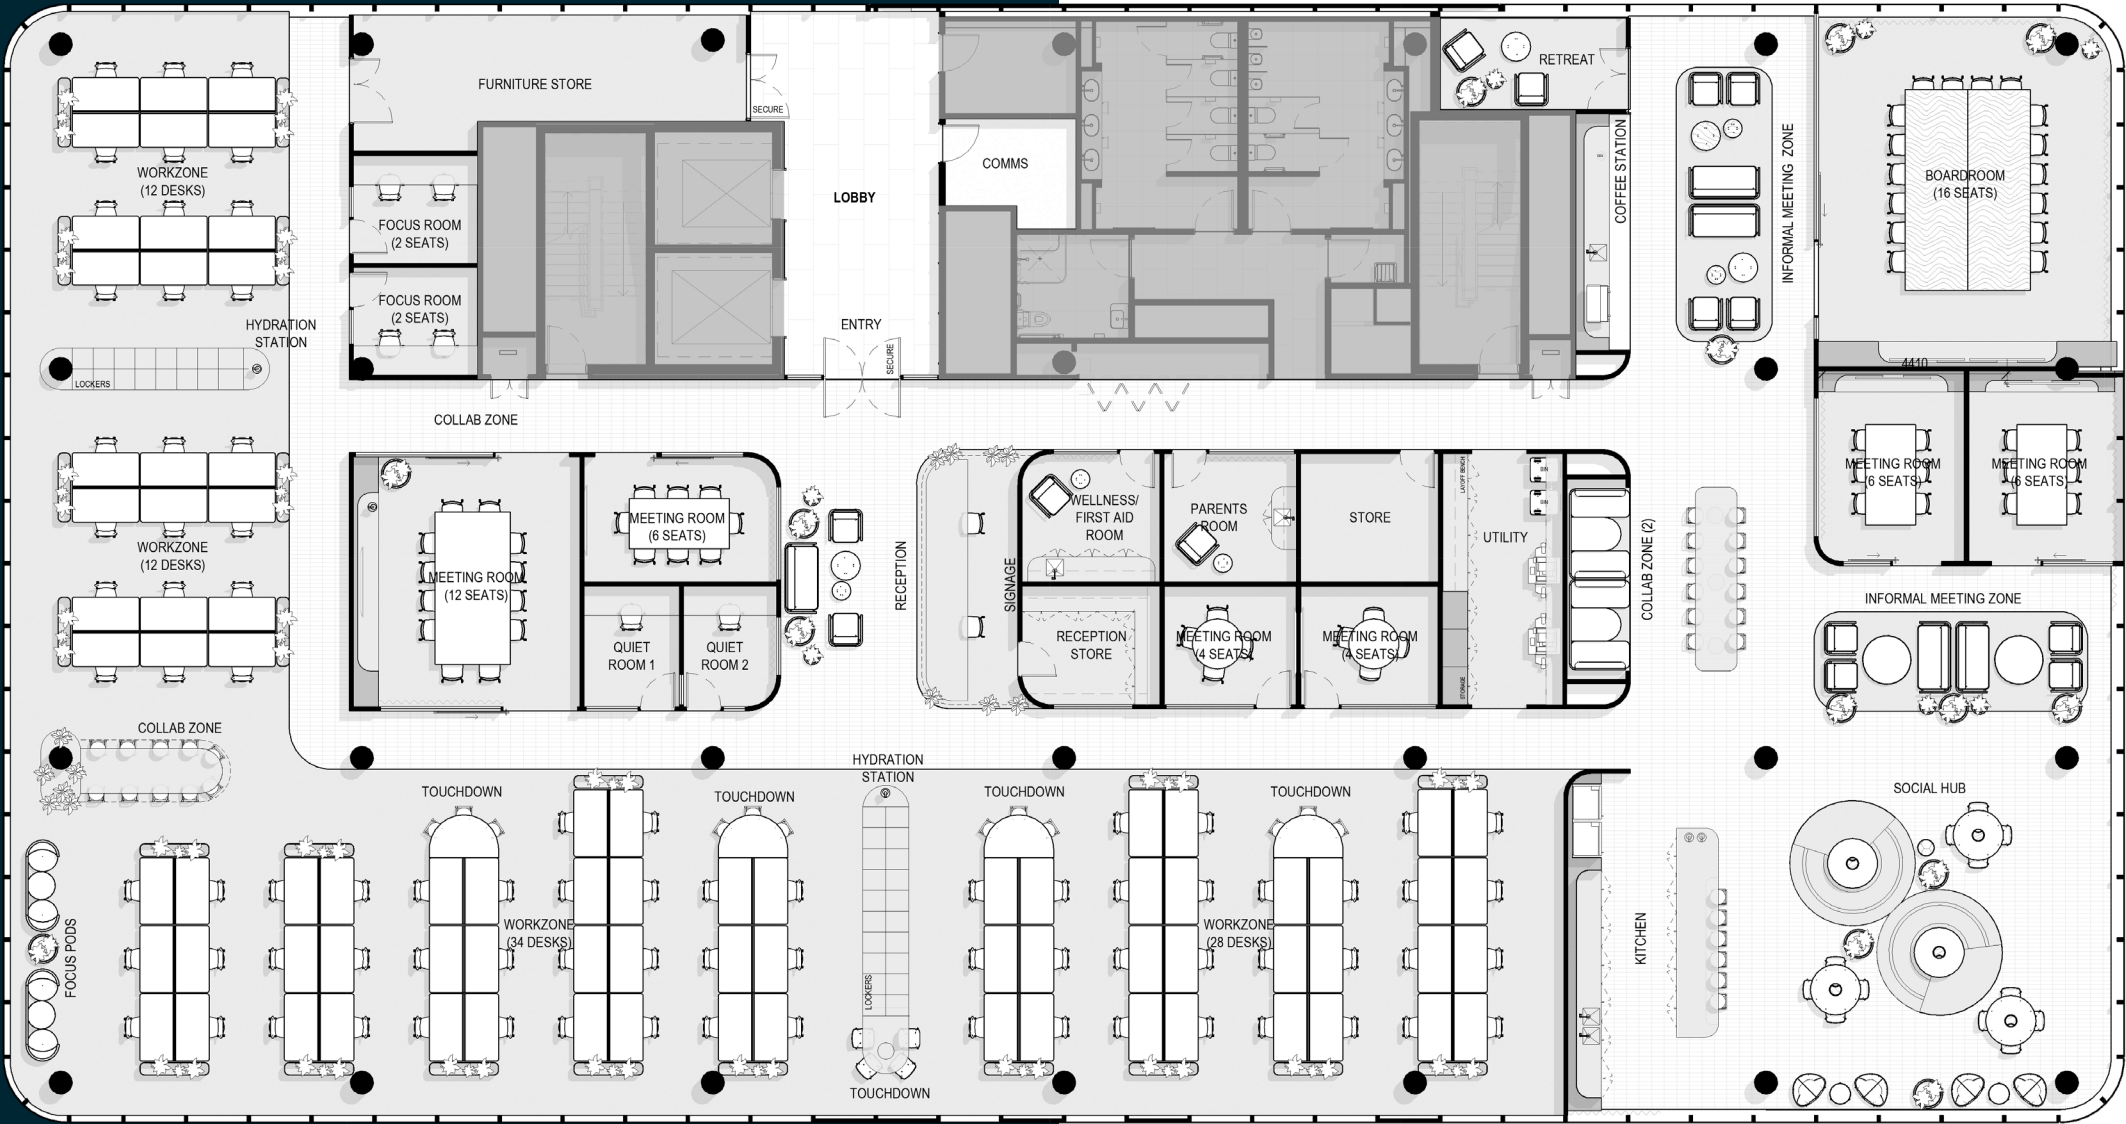 FURNITURE STORE
SECURE
RETREAT
COFFEE STATION
INFORMAL MEETING ZONE
BOARDROOM
(16 SEATS)
WORKZONE
(12 DESKS)
COMMS
LOBBY
FOCUS ROOM
(2 SEATS)
FOCUS ROOM
(2 SEATS)
HYDRATION
STATION
LOCKERS
ENTRY
SECURE
4410
COLLAB ZONE
MEETING ROOM
(6 SEATS)
MEETING ROOM
(6 SEATS)
WORKZONE
(12 DESKS)
MEETING ROOM
(12 SEATS)
MEETING ROOM
(6 SEATS)
QUIET
ROOM 1
QUIET
ROOM 2
RECEPTION
SIGNAGE
WELLNESS/
FIRST AID
ROOM
PARENTS
ROOM
STORE
LAYOFF BENCH
BIN
BIN
UTILITY
STORAGE
COLLAB ZONE (2)
RECEPTION
STORE
MEETING ROOM
(4 SEATS)
MEETING ROOM
(4 SEATS)
INFORMAL MEETING ZONE
COLLAB ZONE
HYDRATION
STATION
TOUCHDOWN
TOUCHDOWN
TOUCHDOWN
TOUCHDOWN
SOCIAL HUB
FOCUS PODS
WORKZONE
(34 DESKS)
LOCKERS
WORKZONE
(28 DESKS)
KITCHEN
TOUCHDOWN